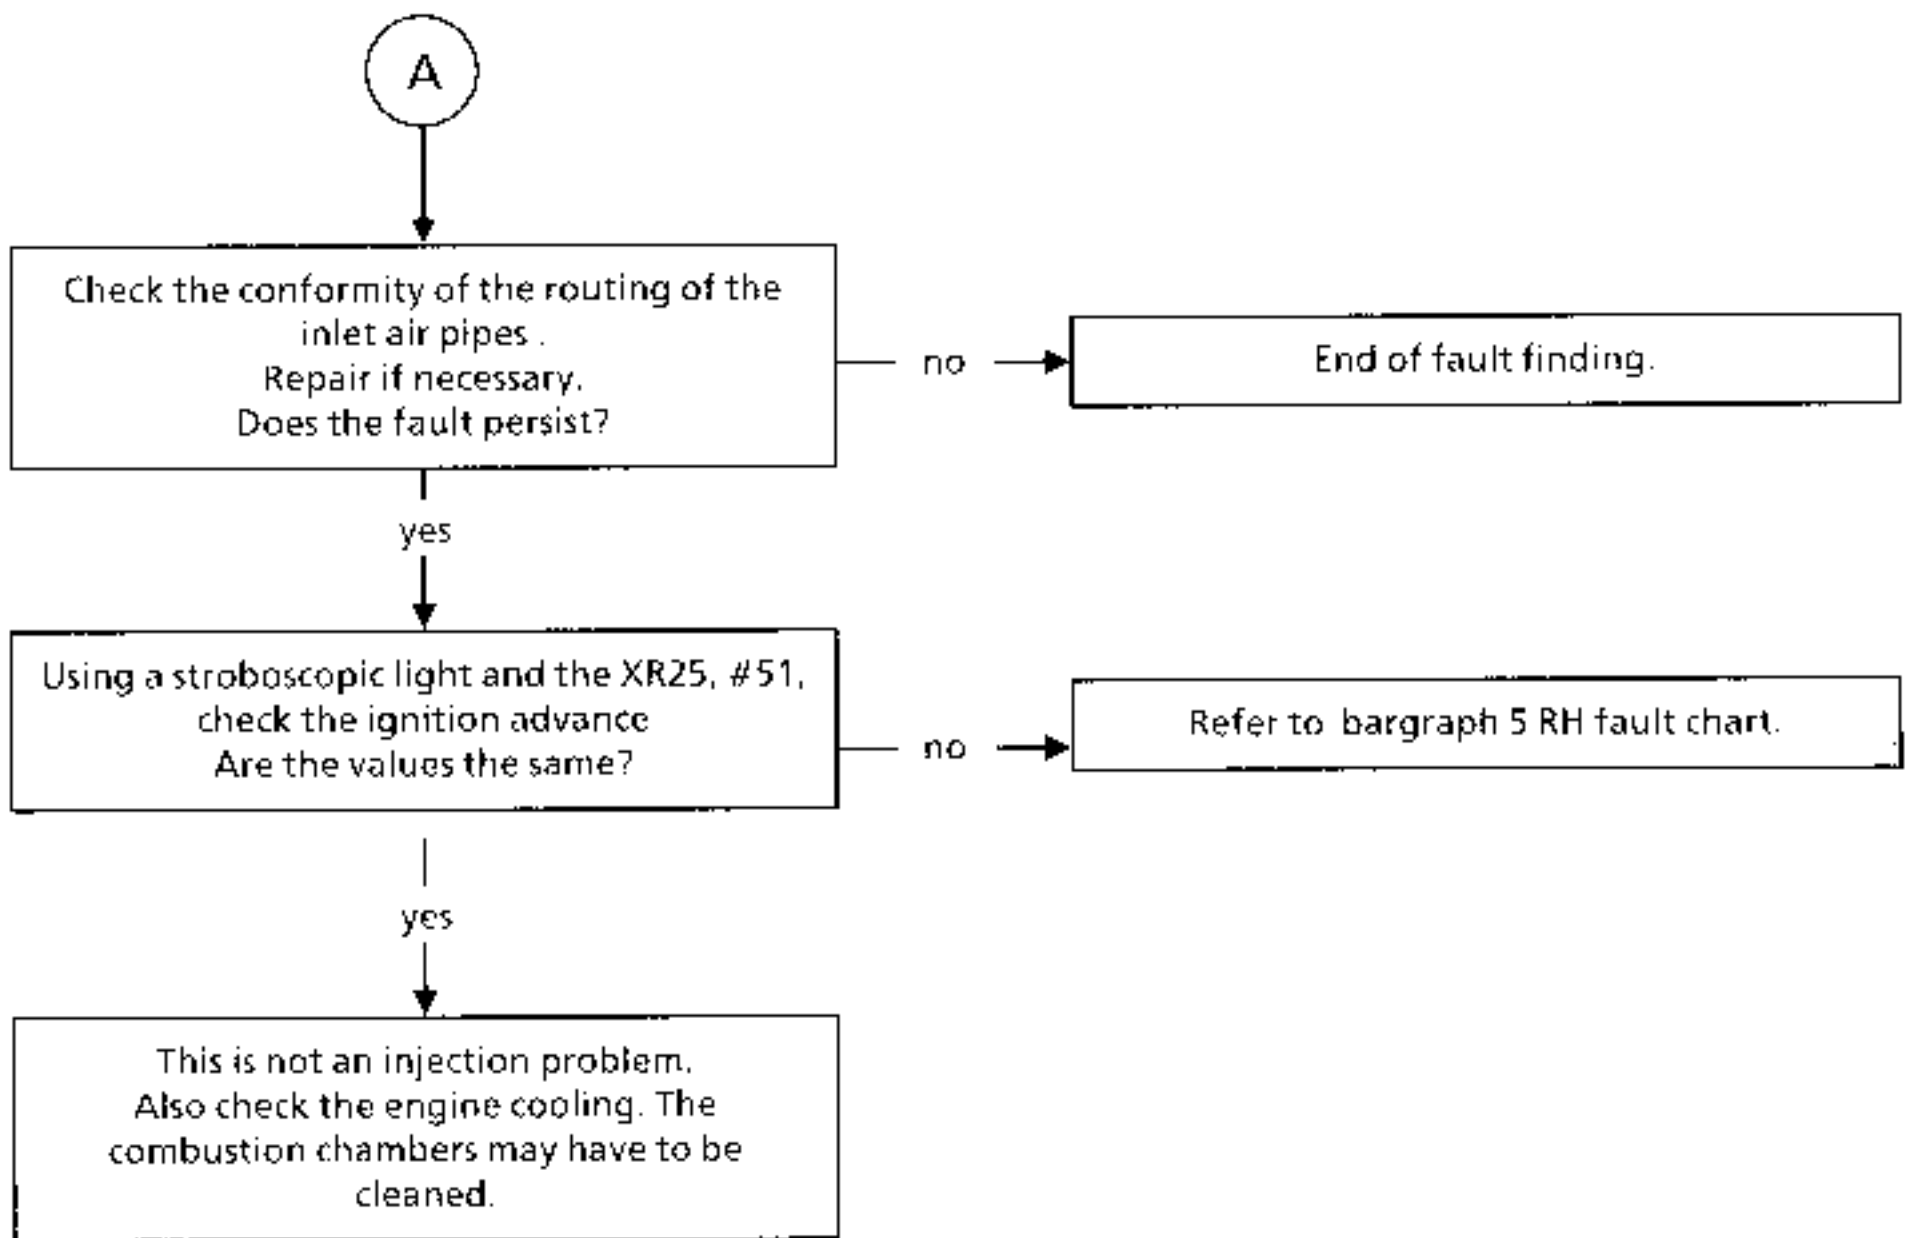 A
Check the conformity of the routing of the
inlet air pipes .
Repair if necessary.
Does the fault persist?
no
End of fault finding.
yes
Using a stroboscopic light and the XR25, #51,
check the ignition advance
Are the values the same?
no
Refer to bargraph 5 RH fault chart.
yes
This is not an injection problem.
Also check the engine cooling. The
combustion chambers may have to be
cleaned.